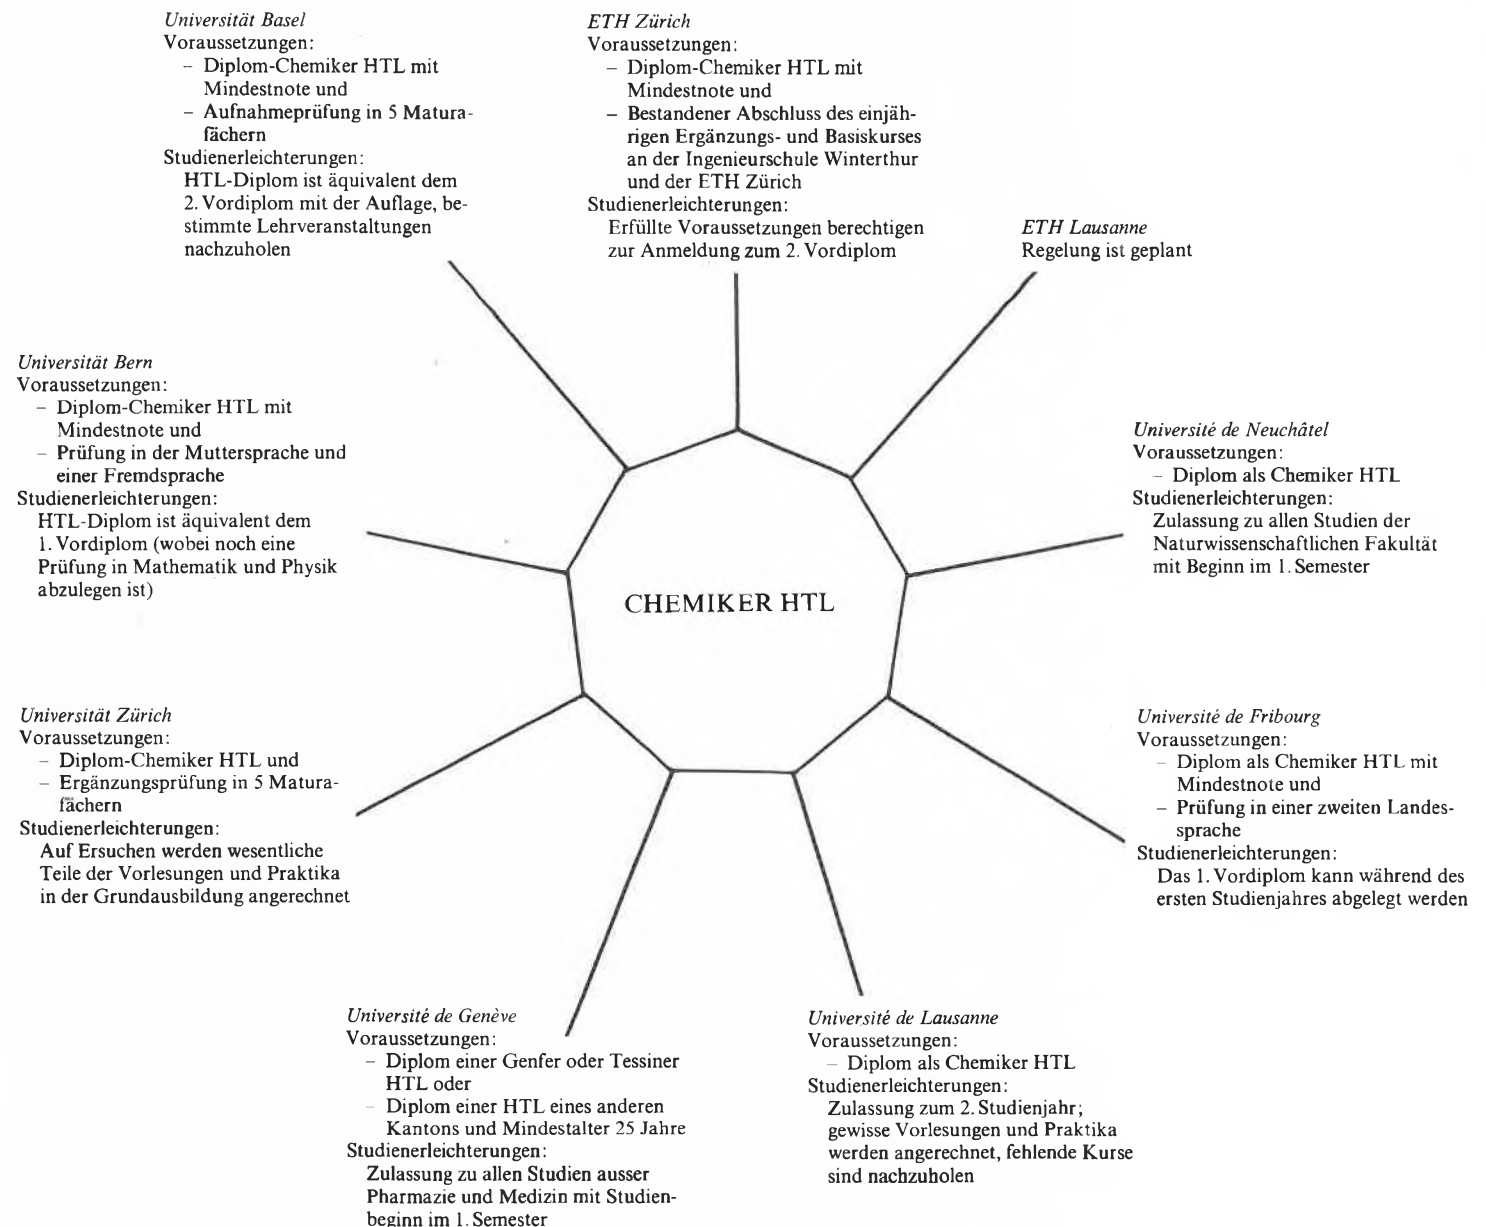 Universität Basel
Voraussetzungen:
– Diplom-Chemiker HTL mit
Mindestnote und
– Aufnahmeprüfung in 5 Matura-
fächern
Studienerleichterungen:
HTL-Diplom ist äquivalent dem
2. Vordiplom mit der Auflage, be-
stimmte Lehrveranstaltungen
nachzuholen
ETH Zürich
Voraussetzungen:
– Diplom-Chemiker HTL mit
Mindestnote und
– Bestandener Abschluss des einjäh-
rigen Ergänzungs- und Basiskurses
an der Ingenieurschule Winterthur
und der ETH Zürich
Studienerleichterungen:
Erfüllte Voraussetzungen berechtigen
zur Anmeldung zum 2. Vordiplom
ETH Lausanne
Regelung ist geplant
Universität Bern
Voraussetzungen:
– Diplom-Chemiker HTL mit
Mindestnote und
– Prüfung in der Muttersprache und
einer Fremdsprache
Studienerleichterungen:
HTL-Diplom ist äquivalent dem
1. Vordiplom (wobei noch eine
Prüfung in Mathematik und Physik
abzulegen ist)
Université de Neuchâtel
Voraussetzungen:
– Diplom als Chemiker HTL
Studienerleichterungen:
Zulassung zu allen Studien der
Naturwissenschaftlichen Fakultät
mit Beginn im 1. Semester
CHEMIKER HTL
Universität Zürich
Voraussetzungen:
– Diplom-Chemiker HTL und
– Ergänzungsprüfung in 5 Matura-
fächern
Studienerleichterungen:
Auf Ersuchen werden wesentliche
Teile der Vorlesungen und Praktika
in der Grundausbildung angerechnet
Université de Fribourg
Voraussetzungen:
– Diplom als Chemiker HTL mit
Mindestnote und
– Prüfung in einer zweiten Landes-
sprache
Studienerleichterungen:
Das 1. Vordiplom kann während des
ersten Studienjahres abgelegt werden
Université de Genève
Voraussetzungen:
– Diplom einer Genfer oder Tessiner
HTL oder
– Diplom einer HTL eines anderen
Kantons und Mindestalter 25 Jahre
Studienerleichterungen:
Zulassung zu allen Studien ausser
Pharmazie und Medizin mit Studien-
beginn im 1. Semester
Université de Lausanne
Voraussetzungen:
– Diplom als Chemiker HTL
Studienerleichterungen:
Zulassung zum 2. Studienjahr;
gewisse Vorlesungen und Praktika
werden angerechnet, fehlende Kurse
sind nachzuholen